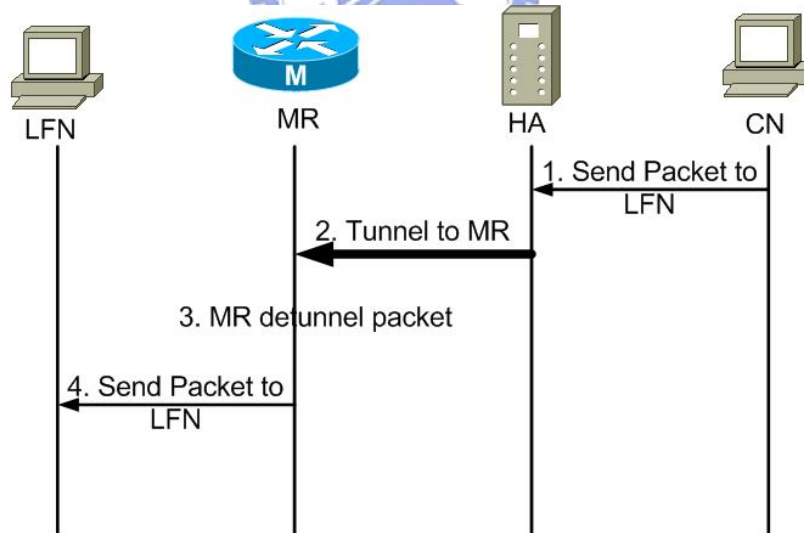 LFN
M
MR
HA
CN
1. Send Packet to
LFN
2. Tunnel to MR
3. MR detunnel packet
4. Send Packet to
LFN